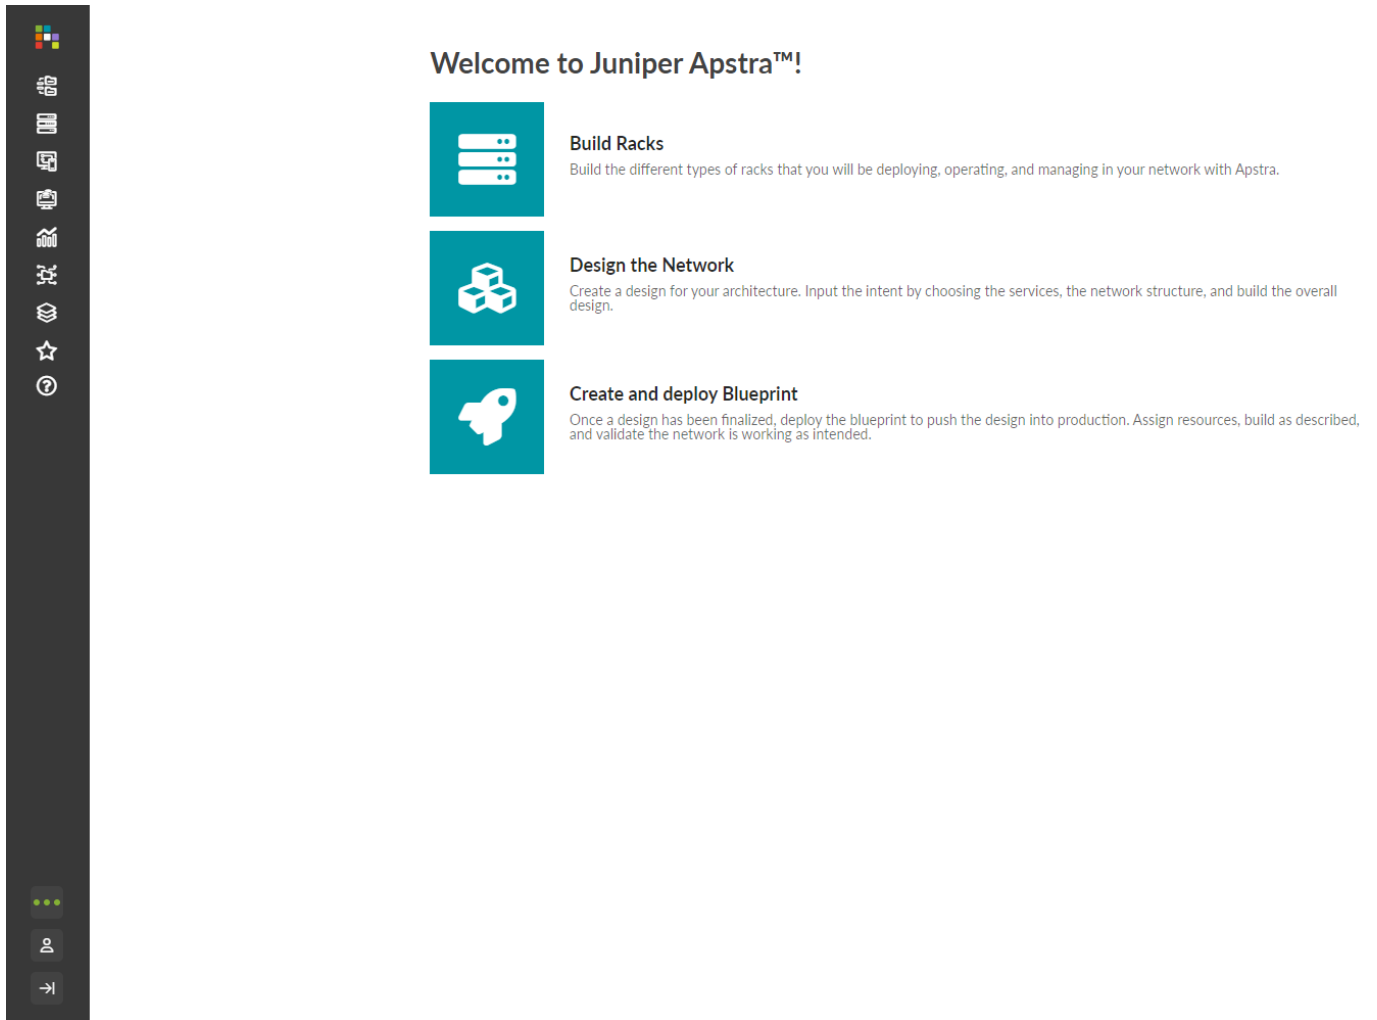 Welcome to Juniper Apstra™!
Build Racks
Build the different types of racks that you will be deploying, operating, and managing in your network with Apstra.
Design the Network
Create a design for your architecture. Input the intent by choosing the services, the network structure, and build the overall
design.
Create and deploy Blueprint
Once a design has been finalized, deploy the blueprint to push the design into production. Assign resources, build as described,
and validate the network is working as intended.